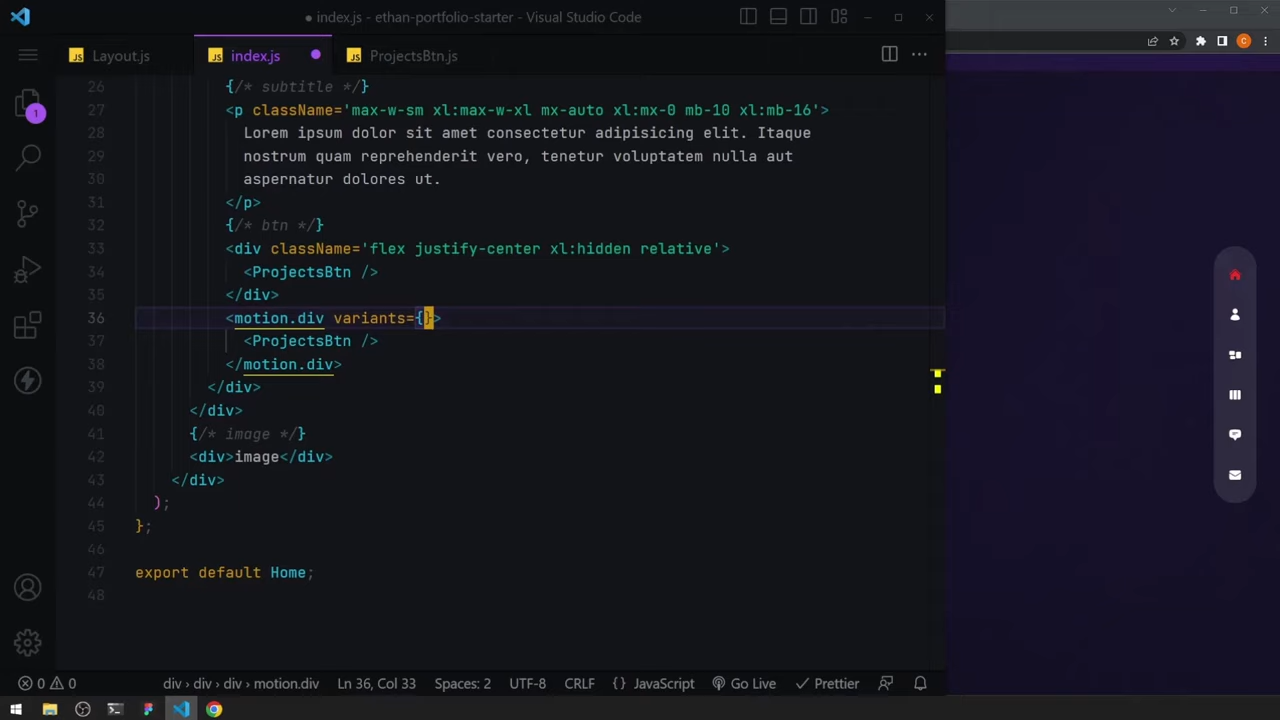 index.js - ethan-portfolio-starter - Visual Studio Code
JS Layout.js
JS index.js
JS ProjectsBtn.js
26 {/* subtitle */}
27 <p className='max-w-sm xl:max-w-xl mx-auto xl:mx-0 mb-10 xl:mb-16'>
28 Lorem ipsum dolor sit amet consectetur adipisicing elit. Itaque
29 nostrum quam reprehenderit vero, tenetur voluptatem nulla aut
30 aspernatur dolores ut.
31 </p>
32 {/* btn */}
33 <div className='flex justify-center xl:hidden relative'>
34 <ProjectsBtn />
35 </div>
36 <motion.div variants={}>
37 <ProjectsBtn />
38 </motion.div>
39 </div>
40 </div>
41 {/* image */}
42 <div>image</div>
43 </div>
44 );
45 };
46
47 export default Home;
48
1
C
0 0 div › div › div › motion.div Ln 36, Col 33 Spaces: 2 UTF-8 CRLF {} JavaScript Go Live Prettier